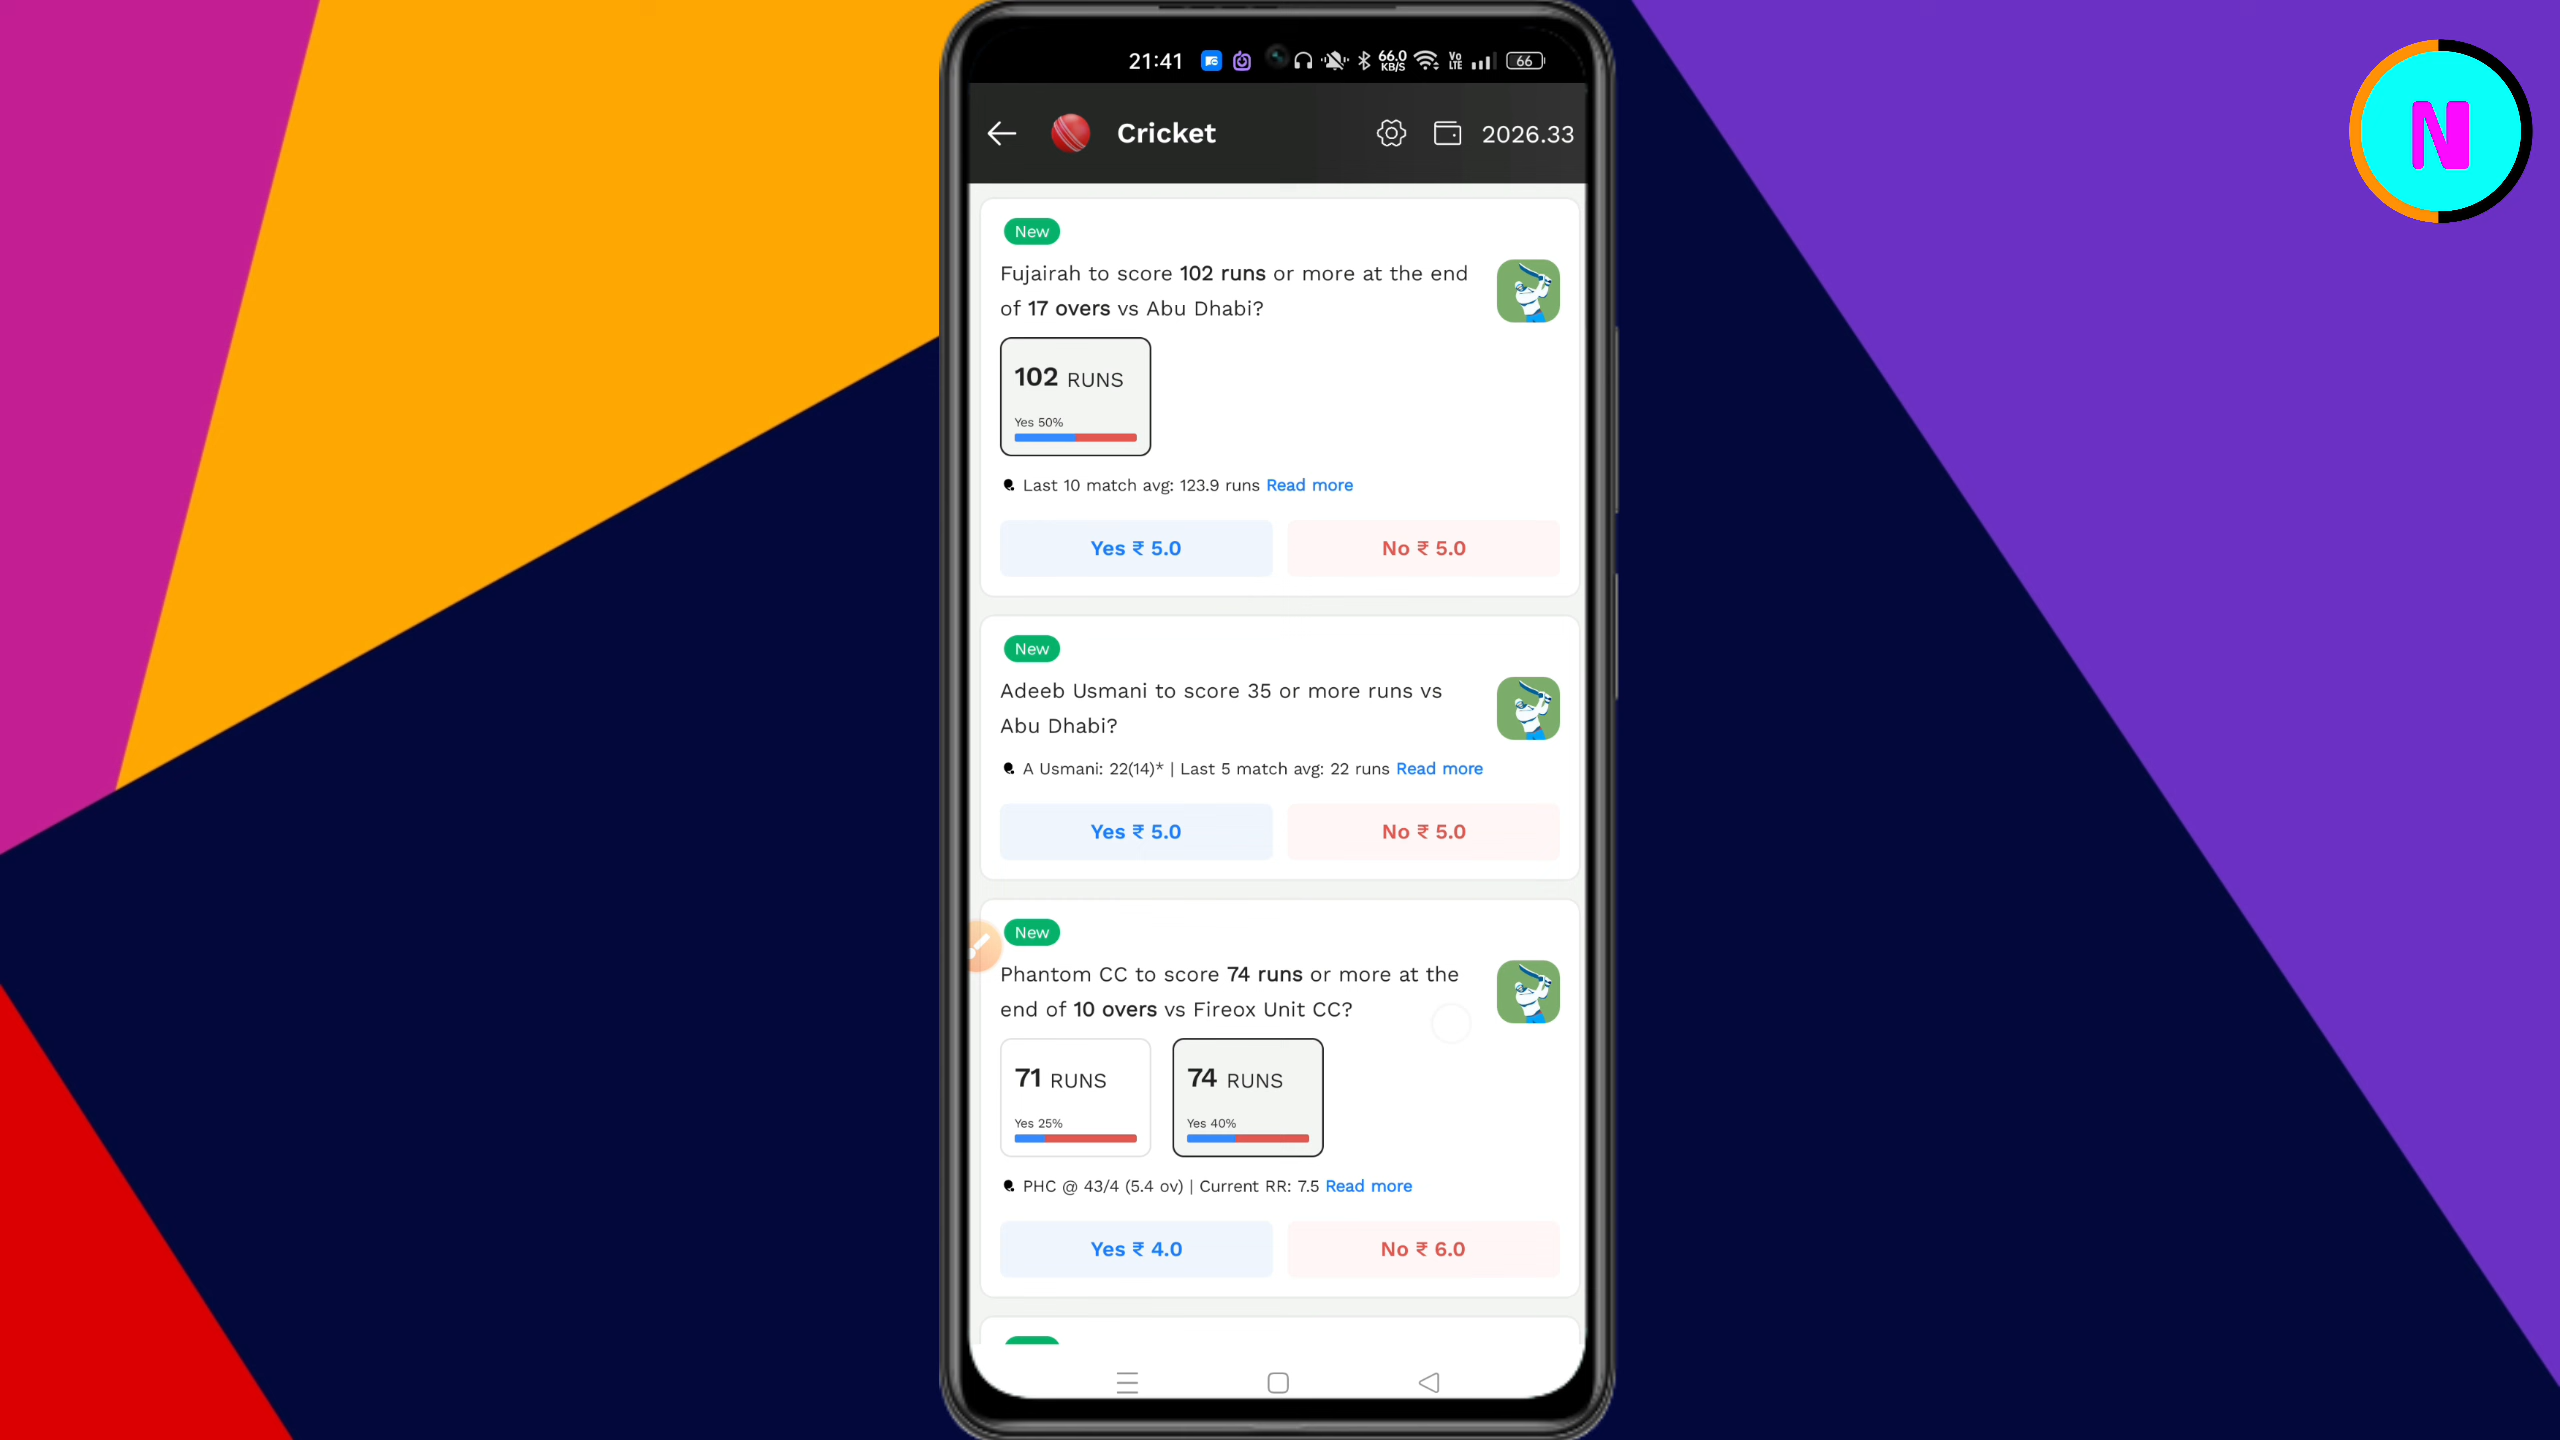 21:41 66.0 KB/S Vo LTE 66
N
Cricket 2026.33
New
Fujairah to score 102 runs or more at the end
of 17 overs vs Abu Dhabi?
102 RUNS
Yes 50%
Last 10 match avg: 123.9 runs Read more
Yes ₹ 5.0 No ₹ 5.0
New
Adeeb Usmani to score 35 or more runs vs
Abu Dhabi?
A Usmani: 22(14)* | Last 5 match avg: 22 runs Read more
Yes ₹ 5.0 No ₹ 5.0
New
Phantom CC to score 74 runs or more at the
end of 10 overs vs Fireox Unit CC?
71 RUNS 74 RUNS
Yes 25% Yes 40%
PHC @ 43/4 (5.4 ov) | Current RR: 7.5 Read more
Yes ₹ 4.0 No ₹ 6.0